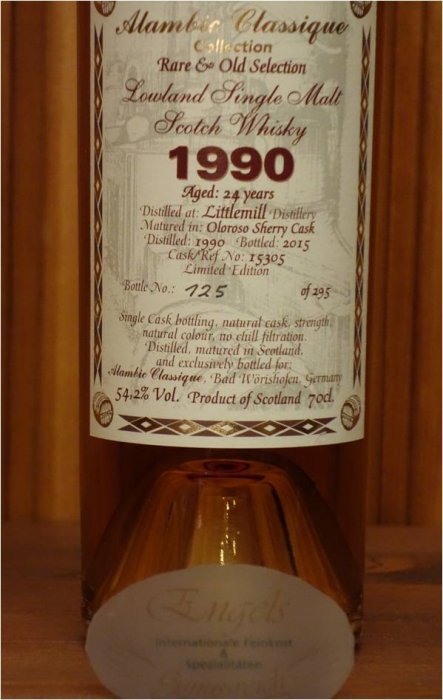 Alambic Classique
Collection
Rare & Old Selection
Lowland Single Malt
Scotch Whisky
1990
Aged: 24 years
Distilled at: Littlemill Distillery
Matured in: Oloroso Sherry Cask
Distilled: 1990 Bottled: 2015
Cask/Ref No: 15305
Limited Edition
Bottle No.: 125 of 295
Single Cask bottling, natural cask, strength,
natural colour, no chill filtration.
Distilled, matured in Scotland,
and exclusively bottled for:
Alambic Classique, Bad Wörishofen, Germany
54,2% Vol. Product of Scotland 70cl.
Engels
Internationale Feinkost
&
Spezialitäten